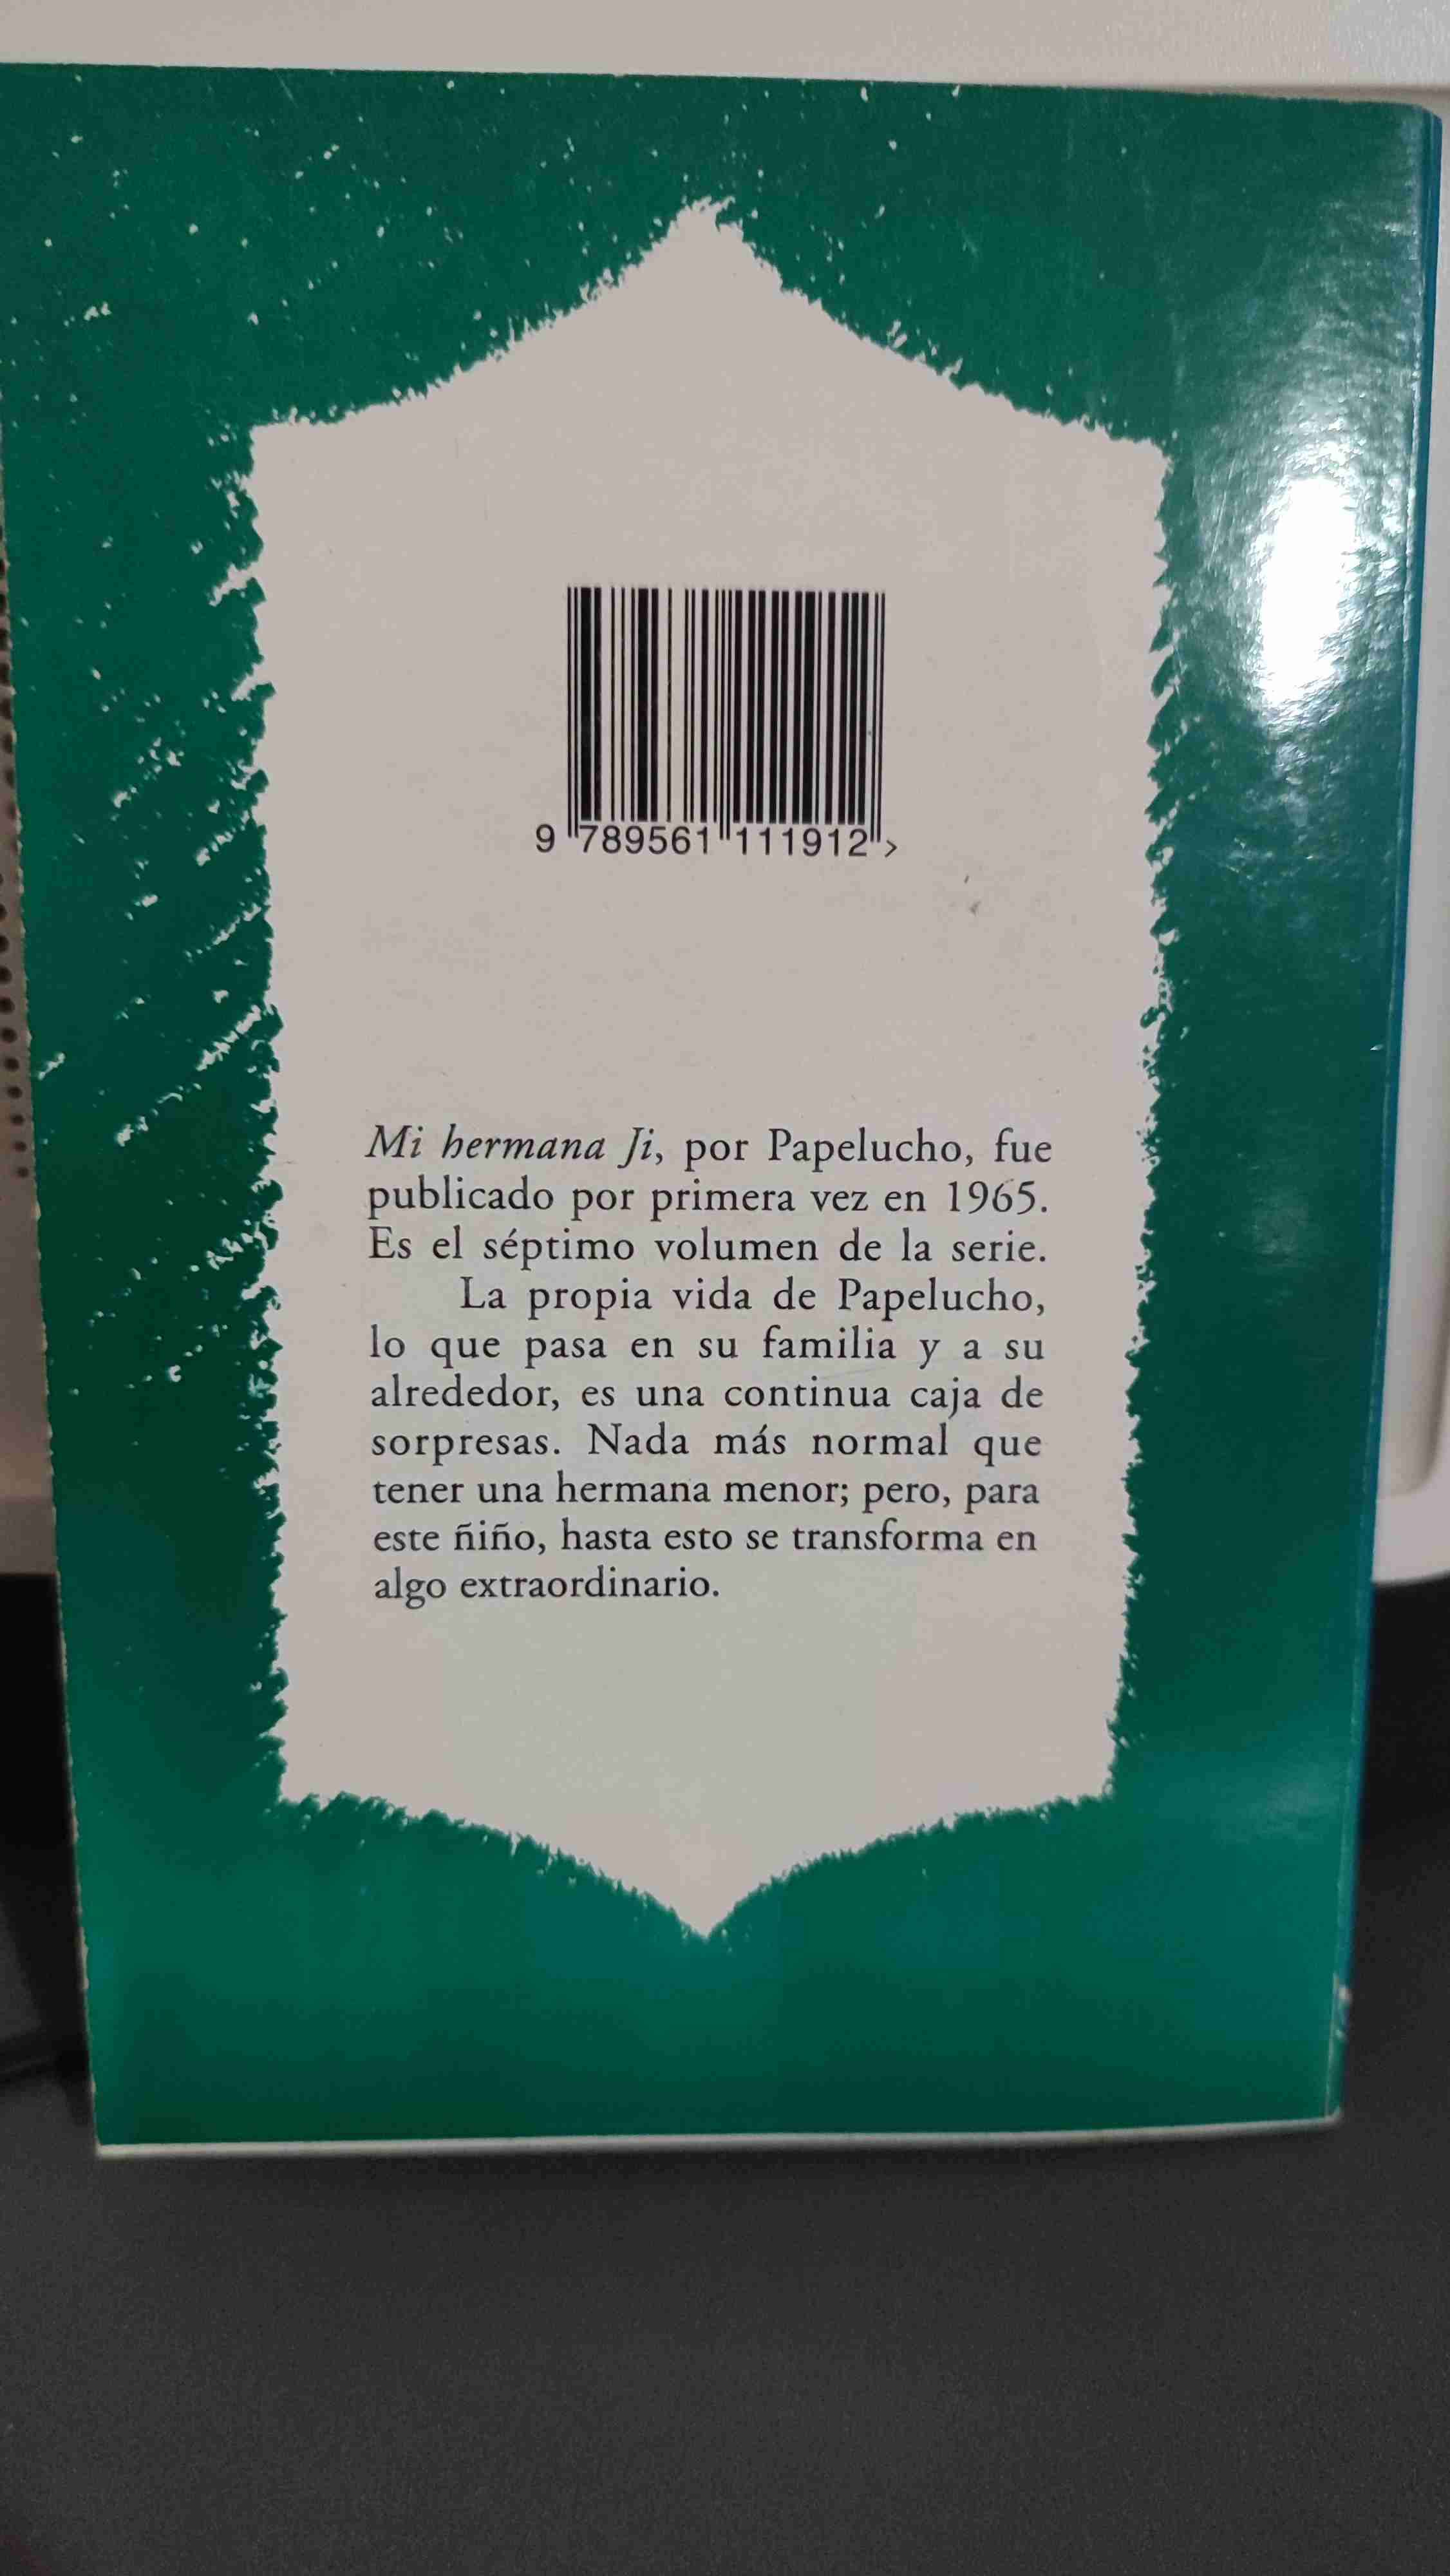 9 789561 111912 >
Mi hermana Ji, por Papelucho, fue
publicado por primera vez en 1965.
Es el séptimo volumen de la serie.
La propia vida de Papelucho,
lo que pasa en su familia y a su
alrededor, es una continua caja de
sorpresas. Nada más normal que
tener una hermana menor; pero, para
este ñiño, hasta esto se transforma en
algo extraordinario.